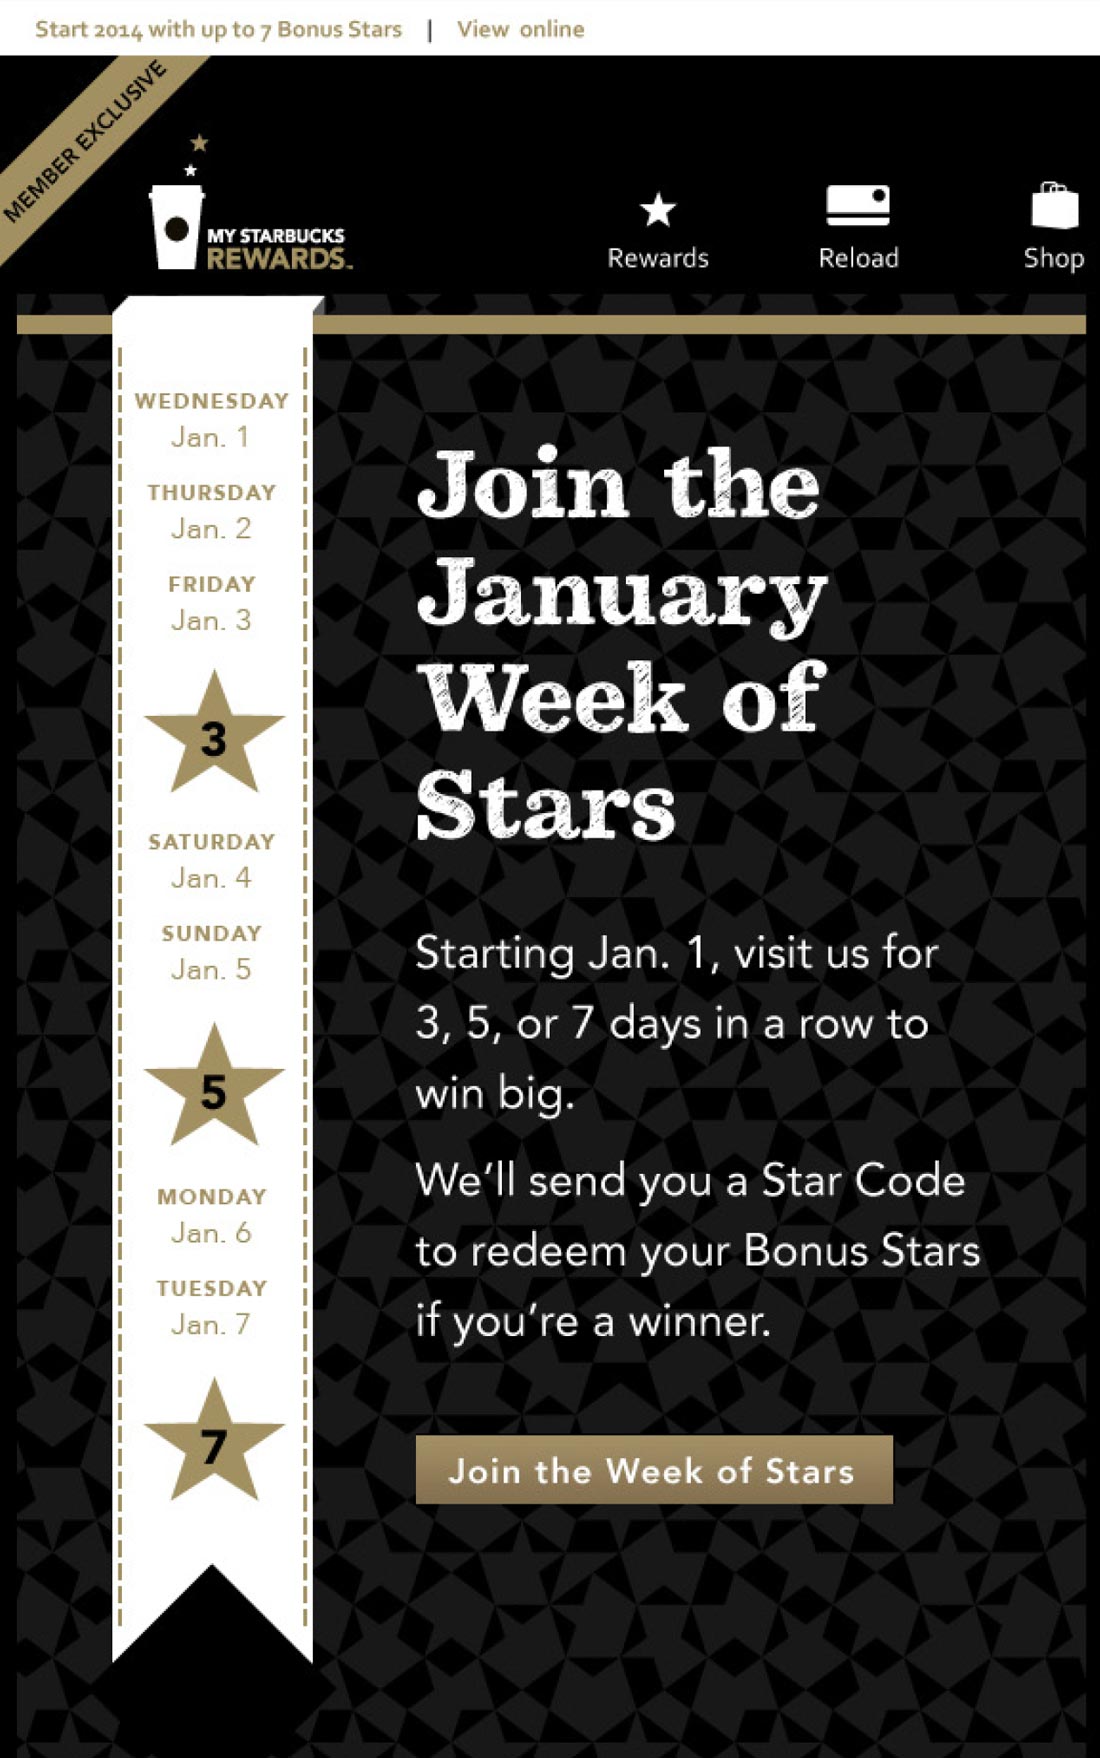 Start 2014 with up to 7 Bonus Stars | View online
MEMBER EXCLUSIVE
MY STARBUCKS
REWARDS™
Rewards
Reload
Shop
WEDNESDAY
Jan. 1
THURSDAY
Jan. 2
FRIDAY
Jan. 3
3
SATURDAY
Jan. 4
SUNDAY
Jan. 5
5
MONDAY
Jan. 6
TUESDAY
Jan. 7
7
Join the
January
Week of
Stars
Starting Jan. 1, visit us for
3, 5, or 7 days in a row to
win big.
We’ll send you a Star Code
to redeem your Bonus Stars
if you’re a winner.
Join the Week of Stars